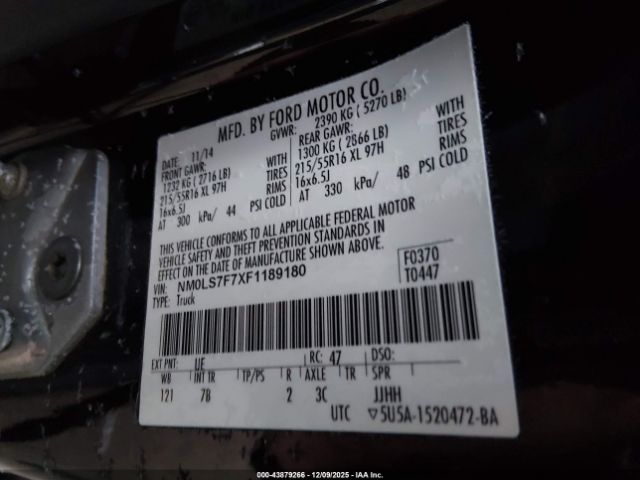 MFD. BY FORD MOTOR CO.
DATE: 11/14 GVWR: 2390 KG ( 5270 LB)
FRONT GAWR: REAR GAWR:
1232 KG ( 2716 LB) WITH 1300 KG ( 2866 LB) WITH
215/55R16 XL 97H TIRES 215/55R16 XL 97H TIRES
16x6.5J RIMS 16x6.5J RIMS
AT 300 kPa/ 44 PSI COLD AT 330 kPa/ 48 PSI COLD
THIS VEHICLE CONFORMS TO ALL APPLICABLE FEDERAL MOTOR
VEHICLE SAFETY AND THEFT PREVENTION STANDARDS IN
EFFECT ON THE DATE OF MANUFACTURE SHOWN ABOVE.
VIN: NM0LS7F7XF1189180 F0370
TYPE: Truck T0447
EXT PNT: UE RC: 47 DSO:
WB INT TR TP/PS R AXLE TR SPR
121 7B 2 3C JJHH
UTC 5U5A-1520472-BA
000-43879266 - 12/09/2025 - IAA Inc.